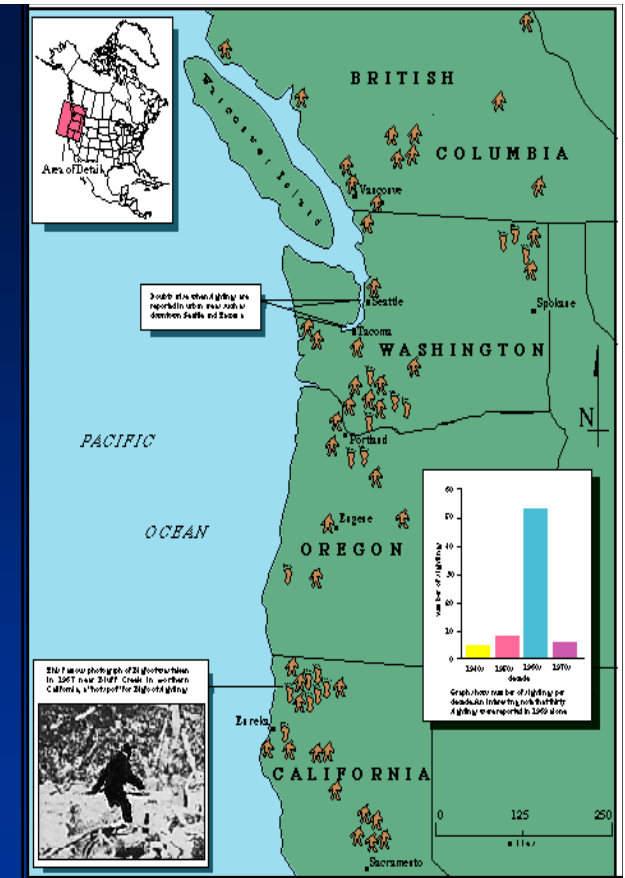 BRITISH
COLUMBIA
Vancouver Island
Area of Detail
Vancouver
Doubts rise when sightings are
reported in urban areas such as
downtown Seattle and Tacoma
Seattle
Spokane
Tacoma
WASHINGTON
N
PACIFIC
OCEAN
Portland
Eugene
OREGON
60
50
40
30
20
10
0
number of sightings
1940s 1950s 1960s 1970s
decade
Graph shows number of sightings per
decade. An interesting note that thirty
sightings were reported in 1969 alone
This famous photograph of Bigfoot was taken
in 1967 near Bluff Creek in northern
California, a "hotspot" for Bigfoot sightings
Eureka
CALIFORNIA
0 125 250
miles
Sacramento